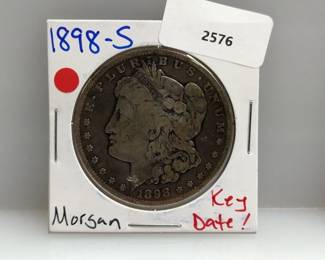 1898-S
2576
E·PLURIBUS·UNUM
1898
Morgan
Key
Date!